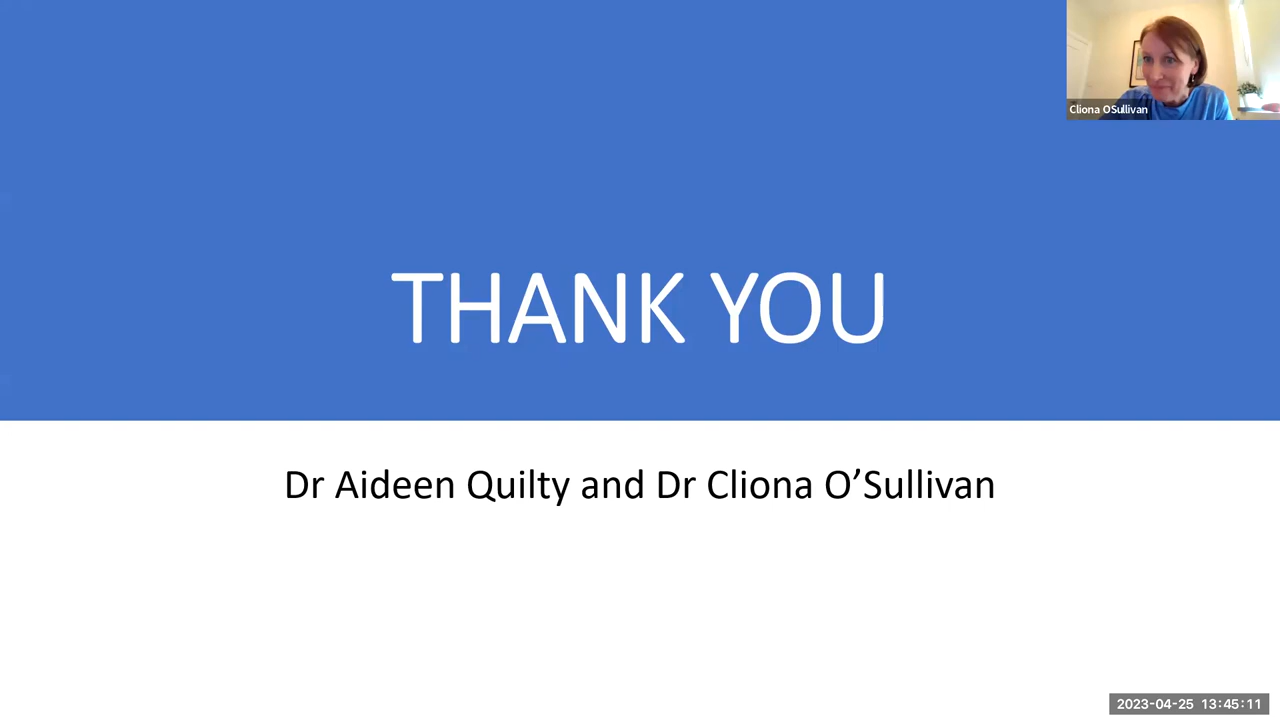 Cliona OSullivan
THANK YOU
Dr Aideen Quilty and Dr Cliona O’Sullivan
2023-04-25 13:45:11